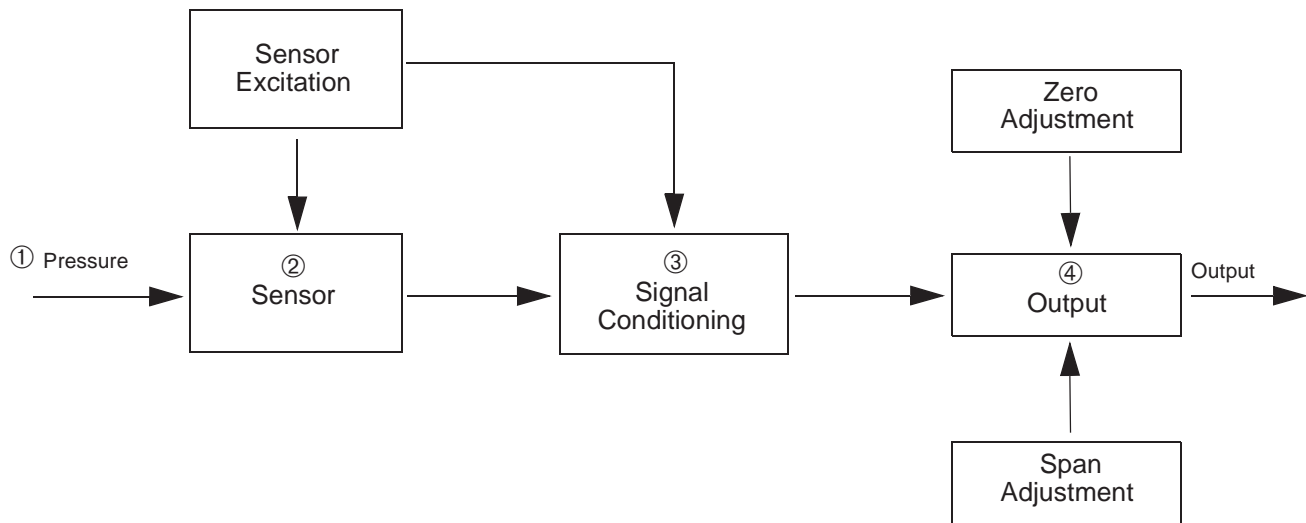 Sensor
Excitation
Zero
Adjustment
① Pressure
②
Sensor
③
Signal
Conditioning
④
Output
Output
Span
Adjustment